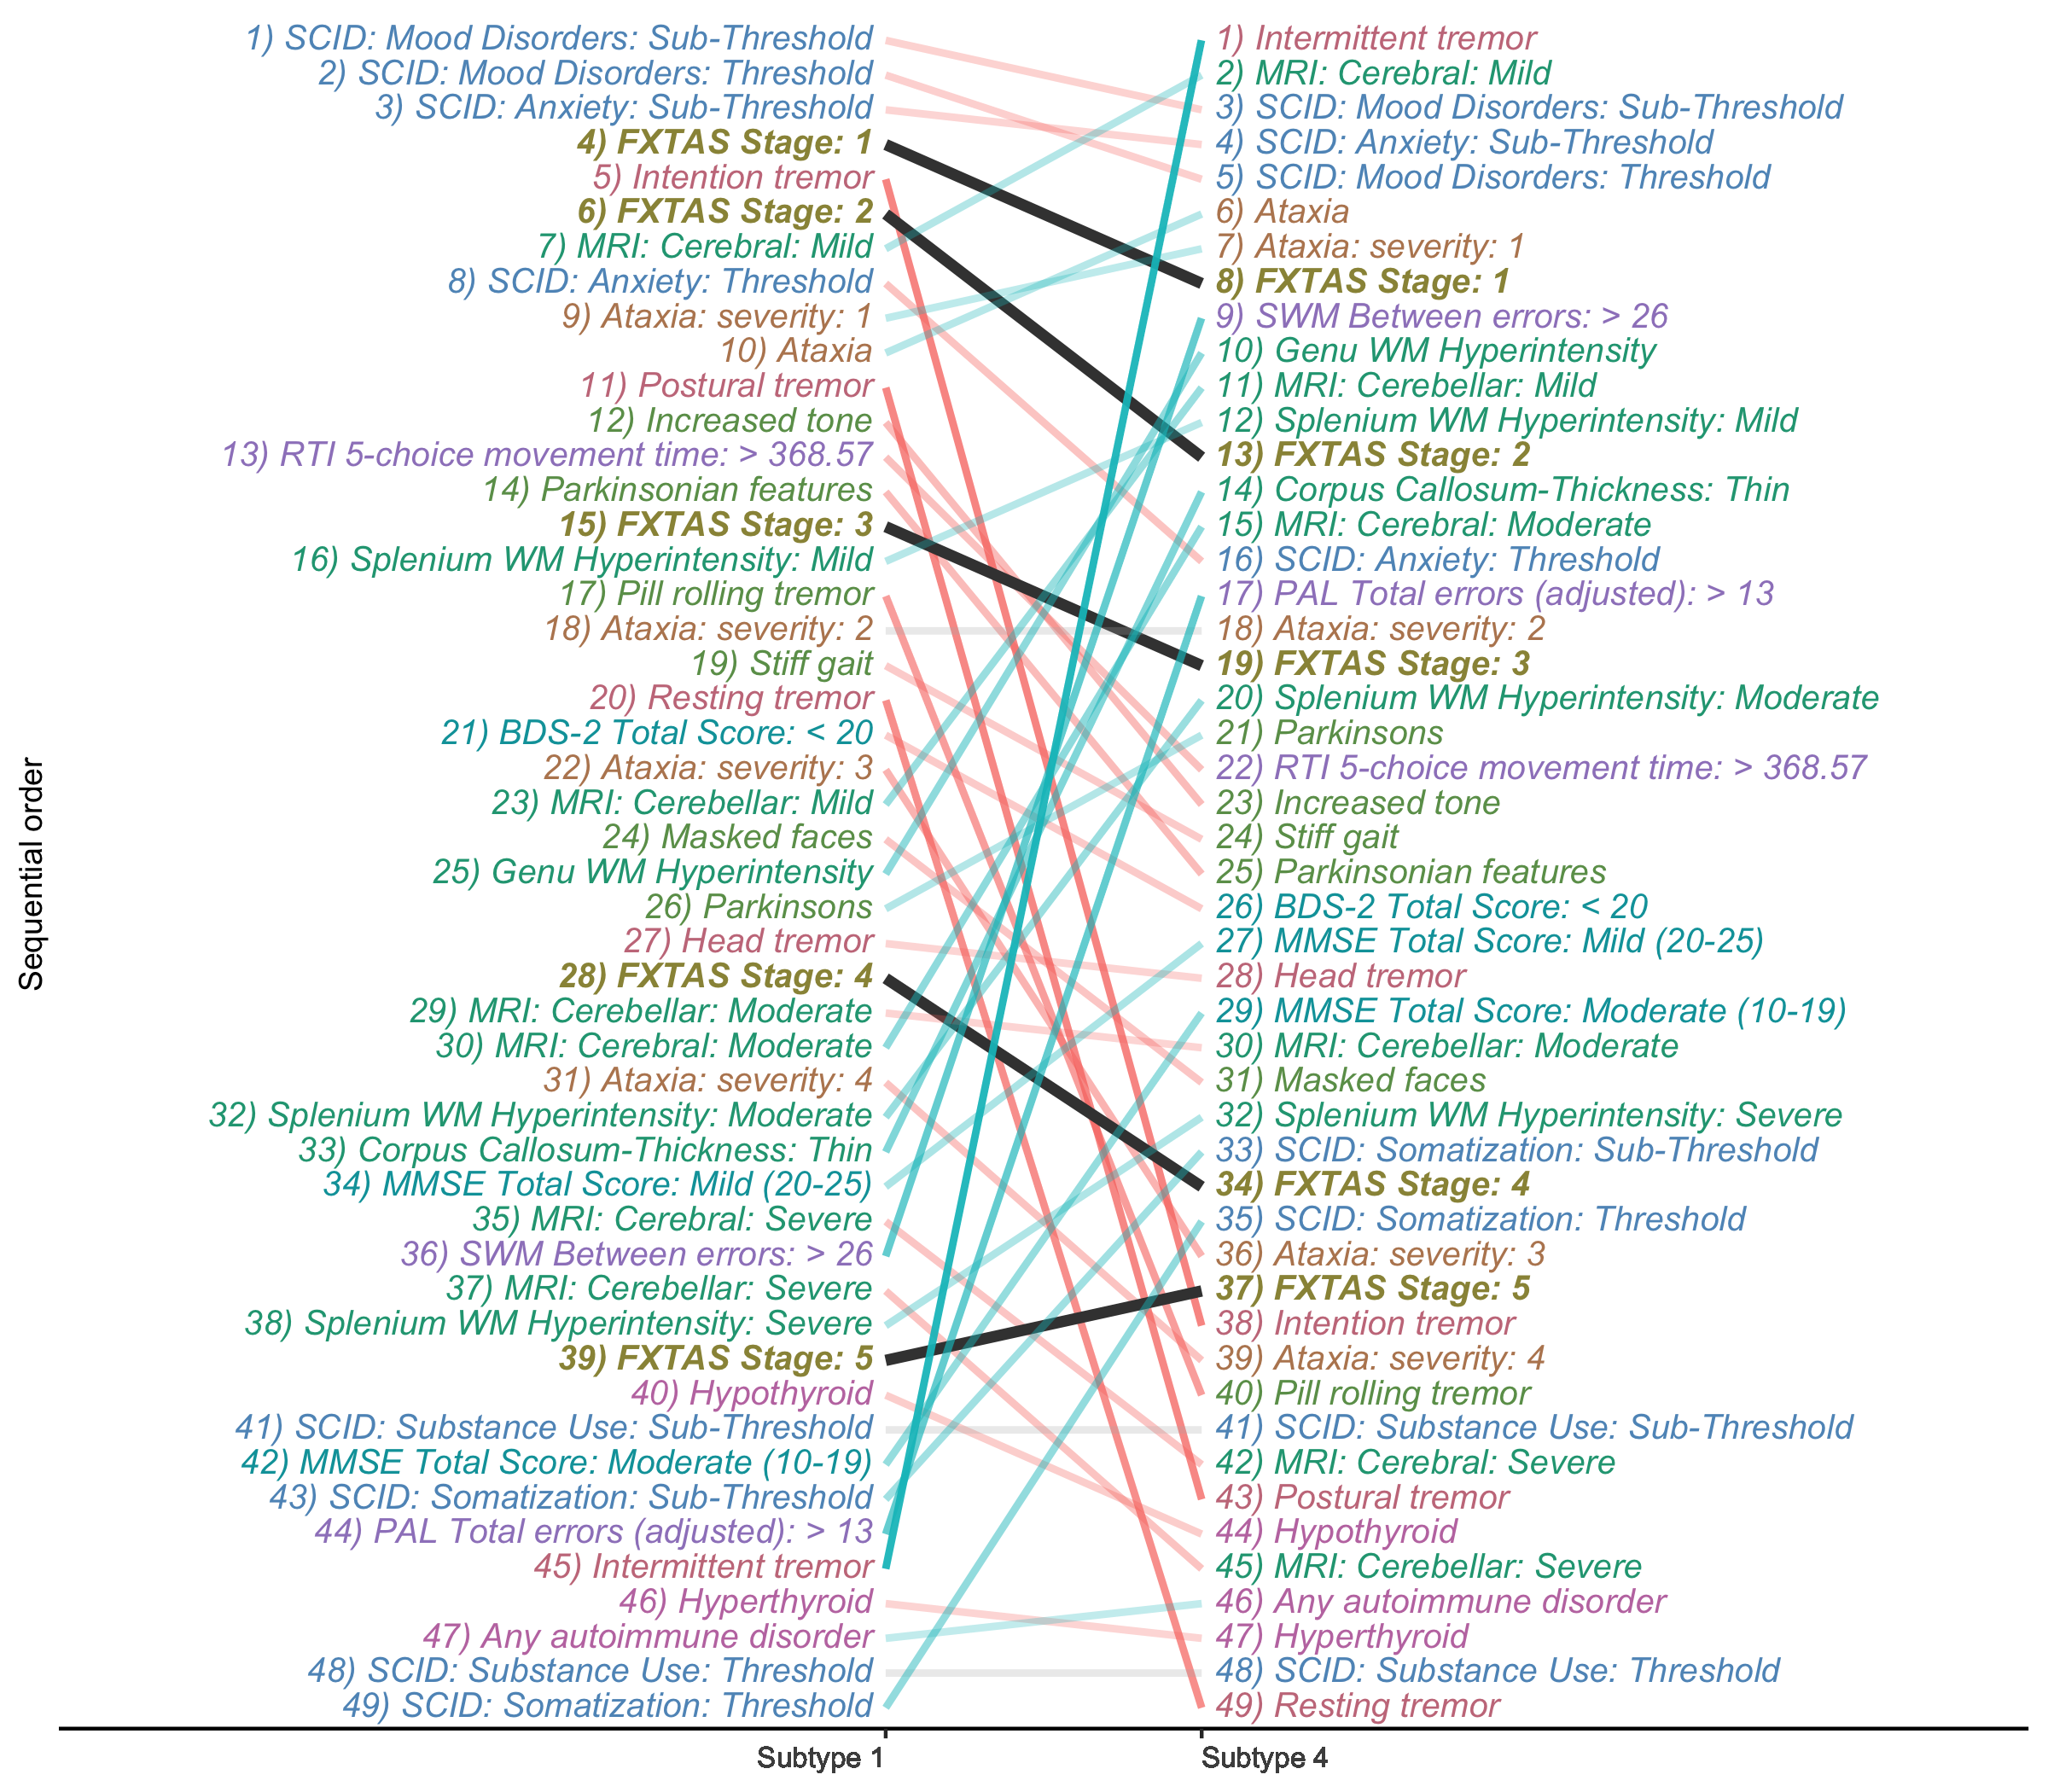 1) SCID: Mood Disorders: Sub-Threshold
2) SCID: Mood Disorders: Threshold
3) SCID: Anxiety: Sub-Threshold
4) FXTAS Stage: 1
5) Intention tremor
6) FXTAS Stage: 2
7) MRI: Cerebral: Mild
8) SCID: Anxiety: Threshold
9) Ataxia: severity: 1
10) Ataxia
11) Postural tremor
12) Increased tone
13) RTI 5-choice movement time: > 368.57
14) Parkinsonian features
15) FXTAS Stage: 3
16) Splenium WM Hyperintensity: Mild
17) Pill rolling tremor
18) Ataxia: severity: 2
19) Stiff gait
20) Resting tremor
21) BDS-2 Total Score: < 20
22) Ataxia: severity: 3
23) MRI: Cerebellar: Mild
24) Masked faces
25) Genu WM Hyperintensity
26) Parkinsons
27) Head tremor
28) FXTAS Stage: 4
29) MRI: Cerebellar: Moderate
30) MRI: Cerebral: Moderate
31) Ataxia: severity: 4
32) Splenium WM Hyperintensity: Moderate
33) Corpus Callosum-Thickness: Thin
34) MMSE Total Score: Mild (20-25)
35) MRI: Cerebral: Severe
36) SWM Between errors: > 26
37) MRI: Cerebellar: Severe
38) Splenium WM Hyperintensity: Severe
39) FXTAS Stage: 5
40) Hypothyroid
41) SCID: Substance Use: Sub-Threshold
42) MMSE Total Score: Moderate (10-19)
43) SCID: Somatization: Sub-Threshold
44) PAL Total errors (adjusted): > 13
45) Intermittent tremor
46) Hyperthyroid
47) Any autoimmune disorder
48) SCID: Substance Use: Threshold
49) SCID: Somatization: Threshold
1) Intermittent tremor
2) MRI: Cerebral: Mild
3) SCID: Mood Disorders: Sub-Threshold
4) SCID: Anxiety: Sub-Threshold
5) SCID: Mood Disorders: Threshold
6) Ataxia
7) Ataxia: severity: 1
8) FXTAS Stage: 1
9) SWM Between errors: > 26
10) Genu WM Hyperintensity
11) MRI: Cerebellar: Mild
12) Splenium WM Hyperintensity: Mild
13) FXTAS Stage: 2
14) Corpus Callosum-Thickness: Thin
15) MRI: Cerebral: Moderate
16) SCID: Anxiety: Threshold
17) PAL Total errors (adjusted): > 13
18) Ataxia: severity: 2
19) FXTAS Stage: 3
20) Splenium WM Hyperintensity: Moderate
21) Parkinsons
22) RTI 5-choice movement time: > 368.57
23) Increased tone
24) Stiff gait
25) Parkinsonian features
26) BDS-2 Total Score: < 20
27) MMSE Total Score: Mild (20-25)
28) Head tremor
29) MMSE Total Score: Moderate (10-19)
30) MRI: Cerebellar: Moderate
31) Masked faces
32) Splenium WM Hyperintensity: Severe
33) SCID: Somatization: Sub-Threshold
34) FXTAS Stage: 4
35) SCID: Somatization: Threshold
36) Ataxia: severity: 3
37) FXTAS Stage: 5
38) Intention tremor
39) Ataxia: severity: 4
40) Pill rolling tremor
41) SCID: Substance Use: Sub-Threshold
42) MRI: Cerebral: Severe
43) Postural tremor
44) Hypothyroid
45) MRI: Cerebellar: Severe
46) Any autoimmune disorder
47) Hyperthyroid
48) SCID: Substance Use: Threshold
49) Resting tremor
Sequential order
Subtype 1
Subtype 4